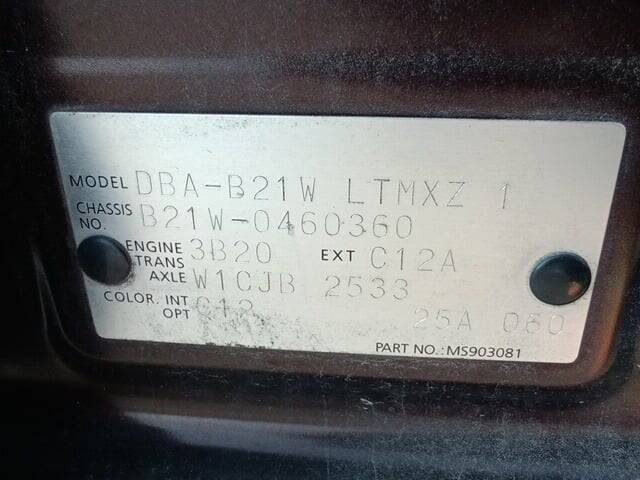 MODEL DBA-B21W LTMXZ 1
CHASSIS NO. B21W-0460360
ENGINE 3B20 EXT C12A
TRANS AXLE W1CJB 2533
COLOR. INT C12
OPT 25A 060
PART NO.: MS903081